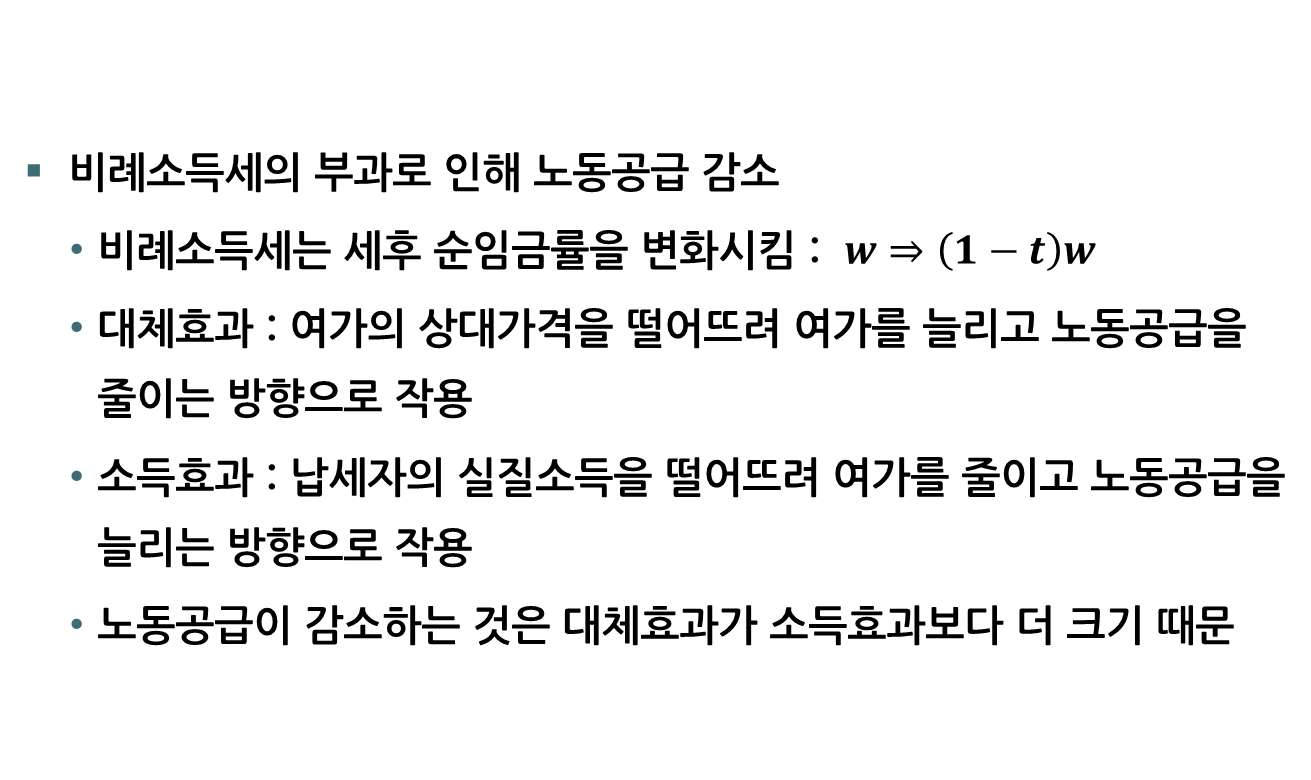 ▪ 비례소득세의 부과로 인해 노동공급 감소
• 비례소득세는 세후 순임금률을 변화시킴 : w ⇒ (1 − t)w
• 대체효과 : 여가의 상대가격을 떨어뜨려 여가를 늘리고 노동공급을
줄이는 방향으로 작용
• 소득효과 : 납세자의 실질소득을 떨어뜨려 여가를 줄이고 노동공급을
늘리는 방향으로 작용
• 노동공급이 감소하는 것은 대체효과가 소득효과보다 더 크기 때문